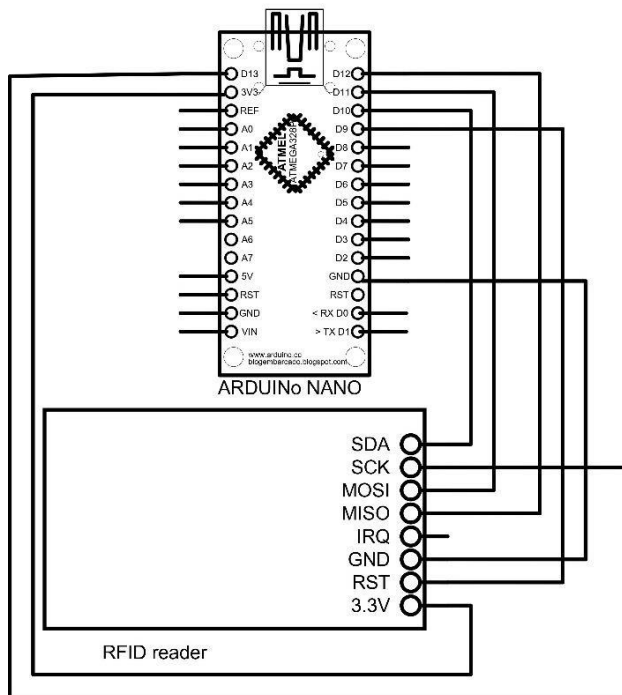 D13
3V3
REF
A0
A1
A2
A3
A4
A5
A6
A7
5V
RST
GND
VIN
D12
D11
D10
D9
D8
D7
D6
D5
D4
D3
D2
GND
RST
< RX D0
> TX D1
ATMEL
ATMEGA328P
www.arduino.cc
blogembarcado.blogspot.com
ARDUINo NANO
SDA
SCK
MOSI
MISO
IRQ
GND
RST
3.3V
RFID reader